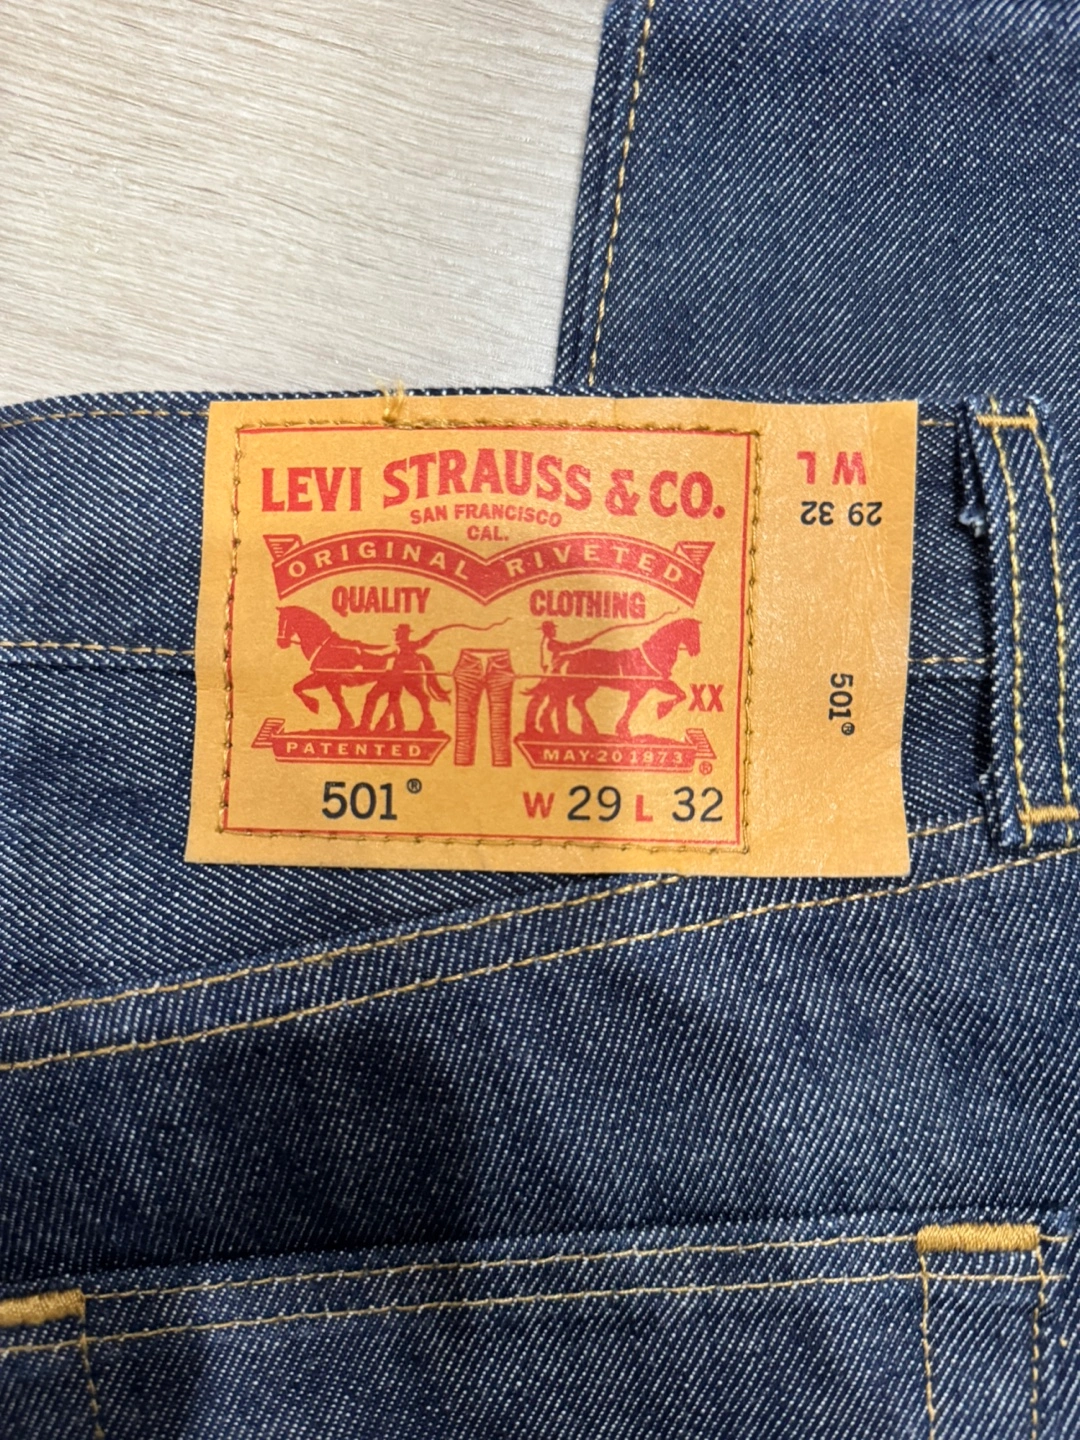 LEVI STRAUSS & CO.
SAN FRANCISCO
CAL.
ORIGINAL RIVETED
QUALITY CLOTHING
XX
PATENTED MAY-20 1873 ®
501® W 29 L 32
W L
29 32
501®